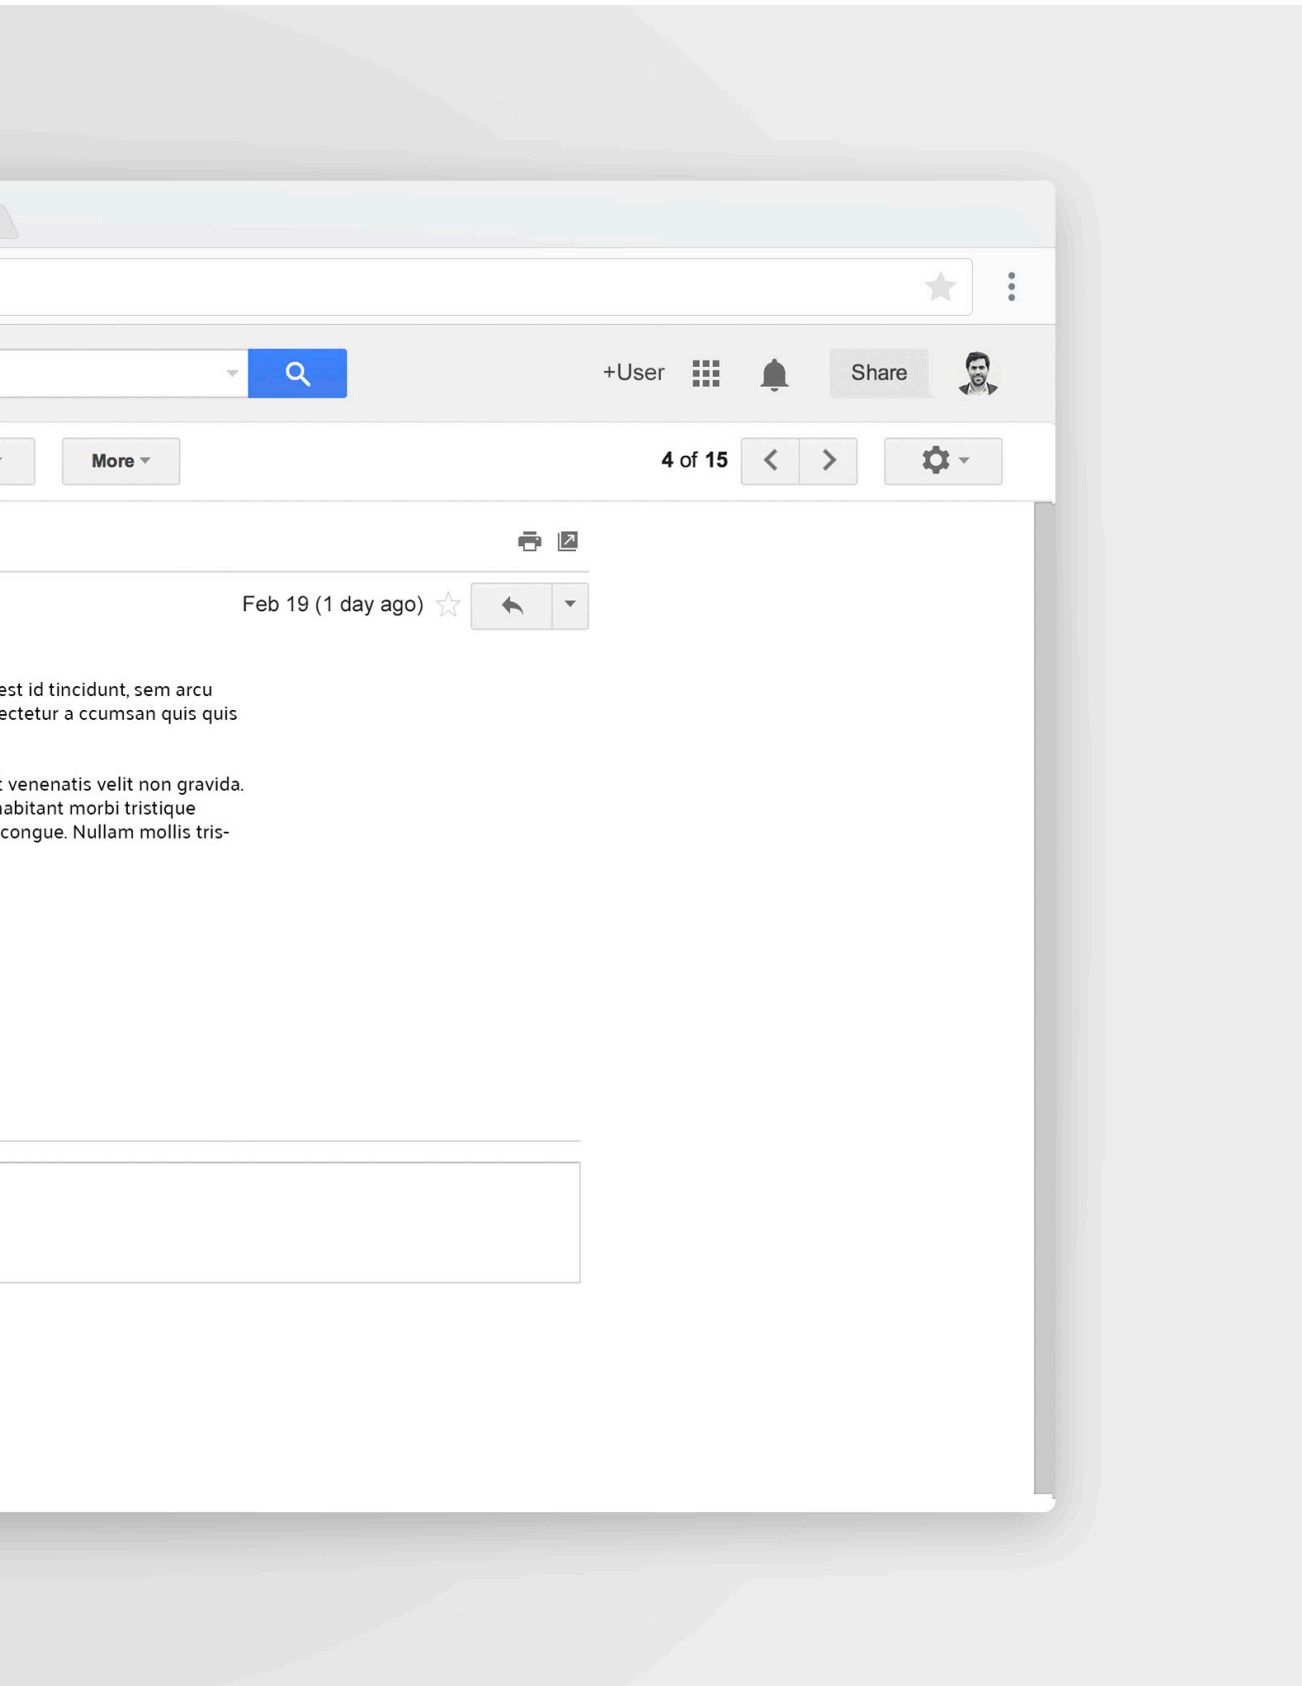 +User
Share
More
4 of 15
Feb 19 (1 day ago)
est id tincidunt, sem arcu
ectetur a ccumsan quis quis
venenatis velit non gravida.
habitant morbi tristique
congue. Nullam mollis tris-